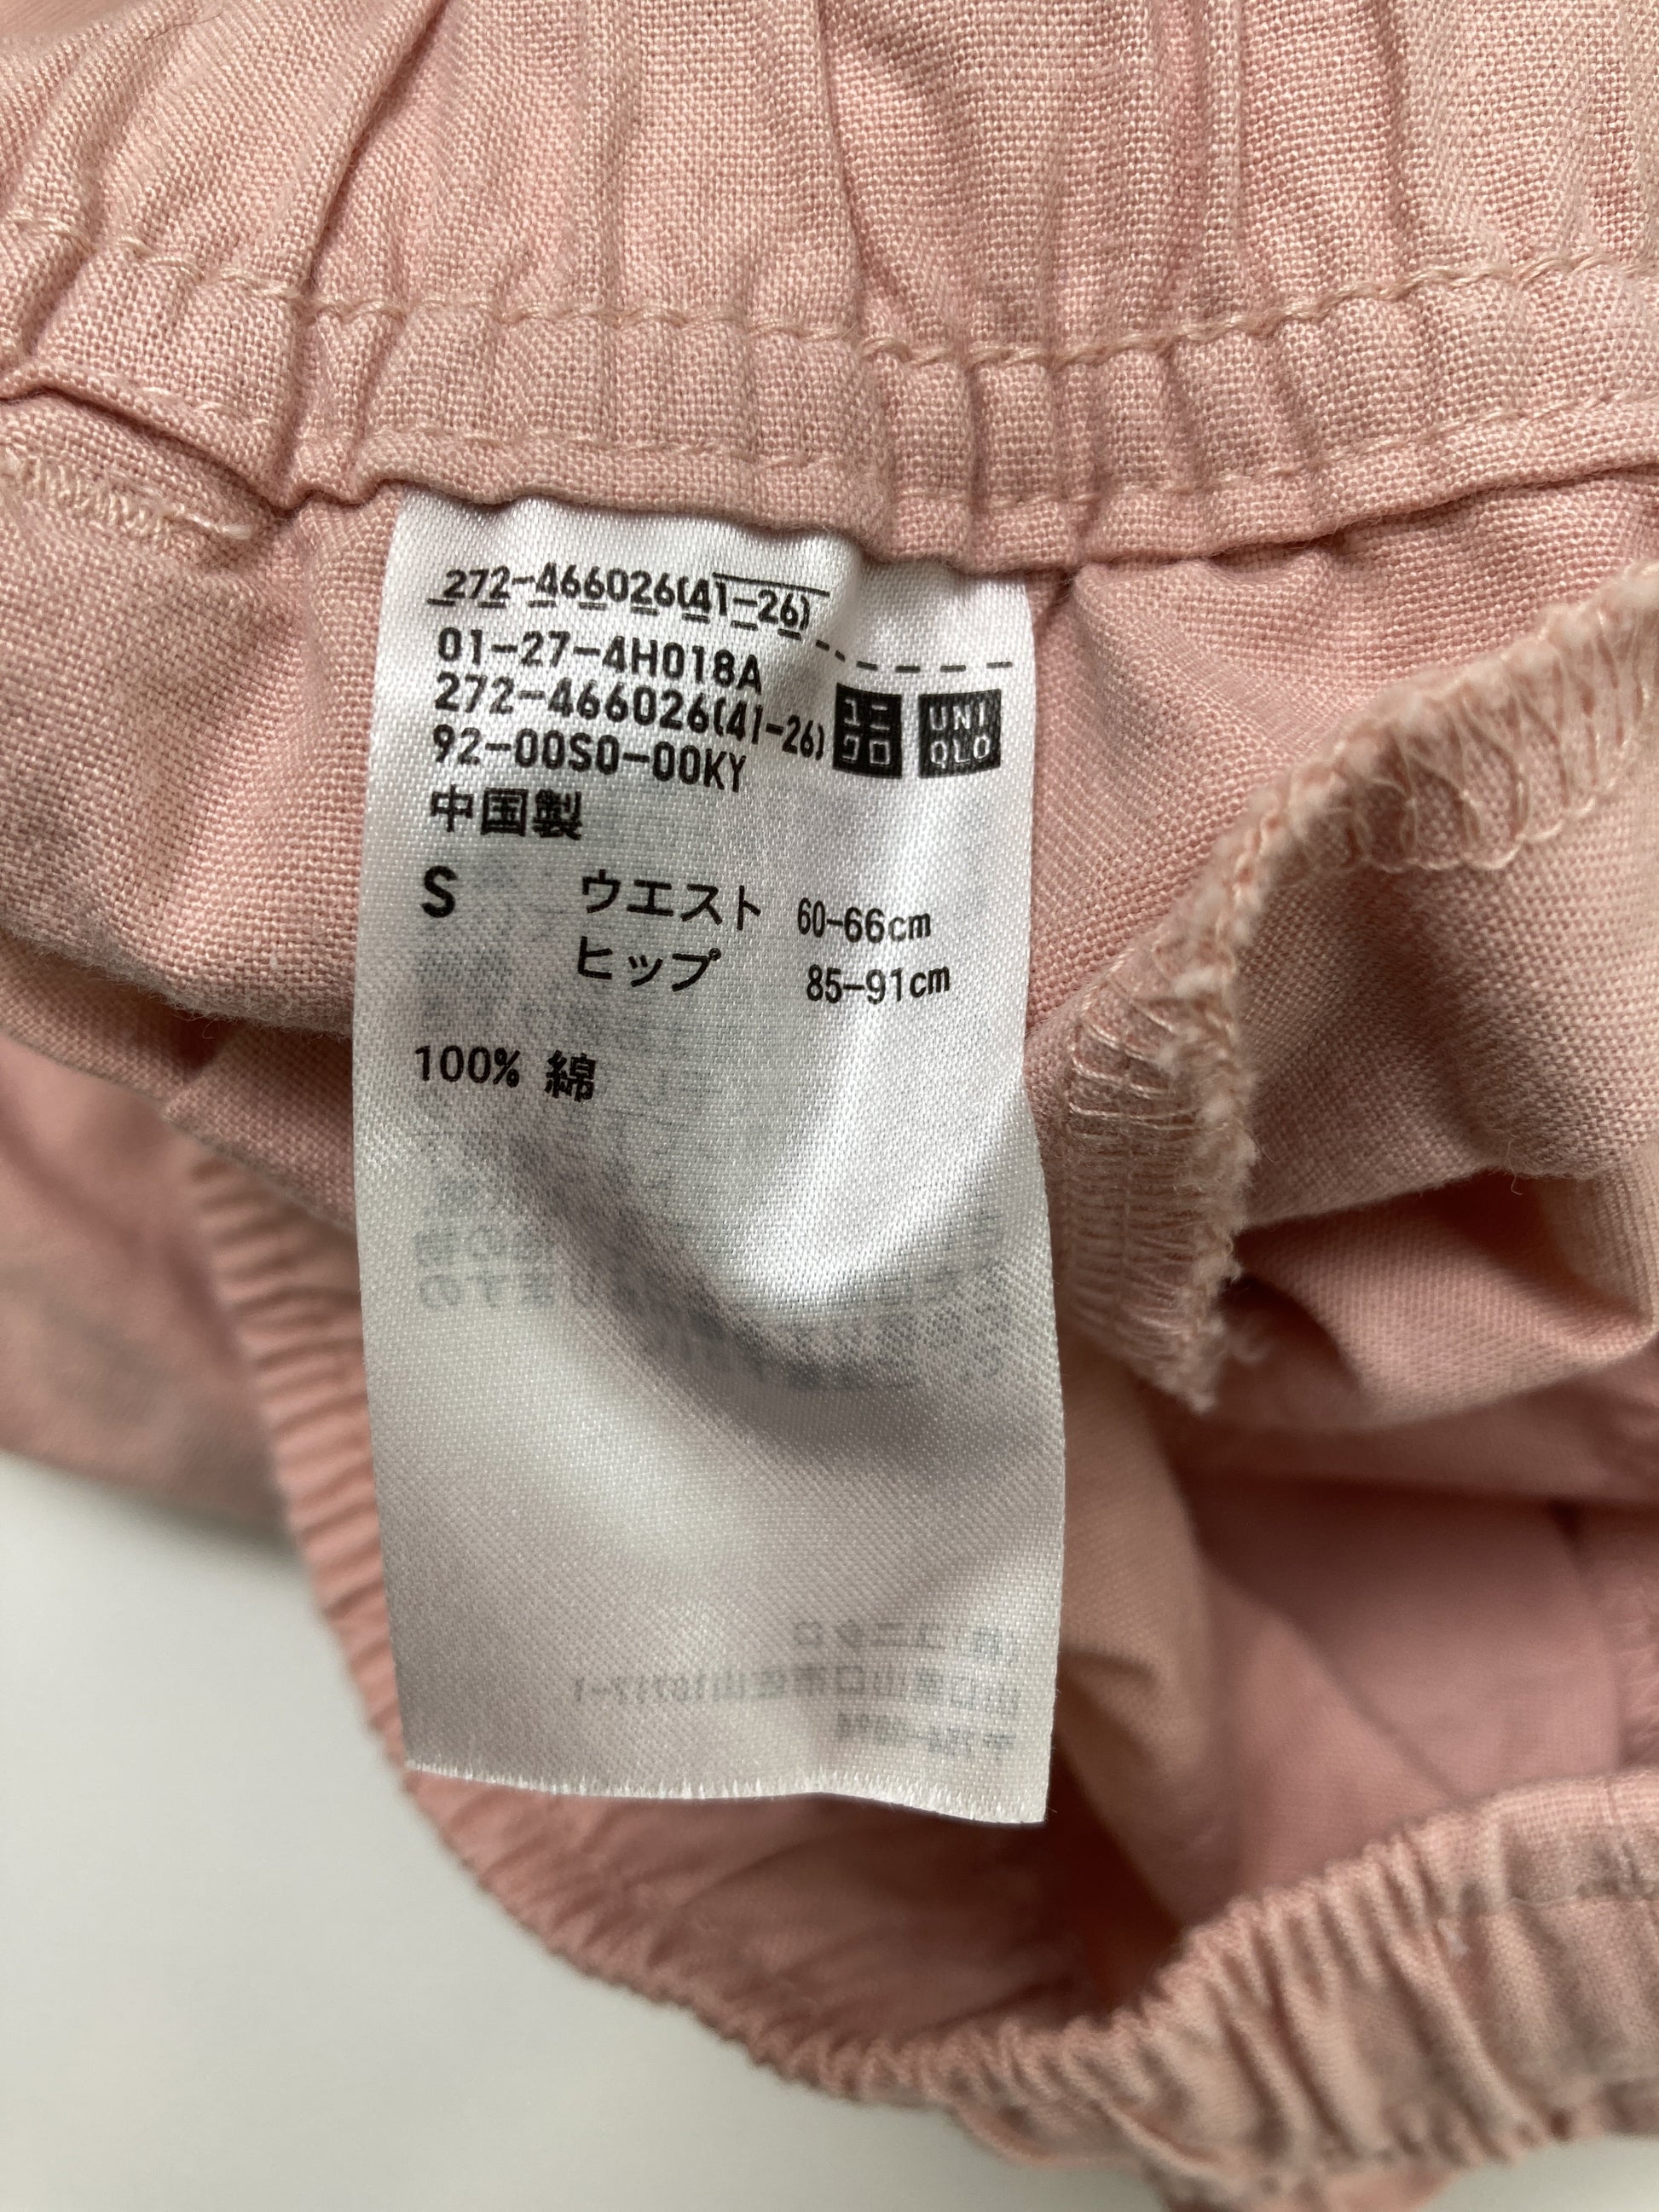 272-466026(41-26)
01-27-4H018A
272-466026(41-26)
92-00S0-00KY
ユニクロ UNIQLO
中国製
S ウエスト 60-66cm
ヒップ 85-91cm
100% 綿